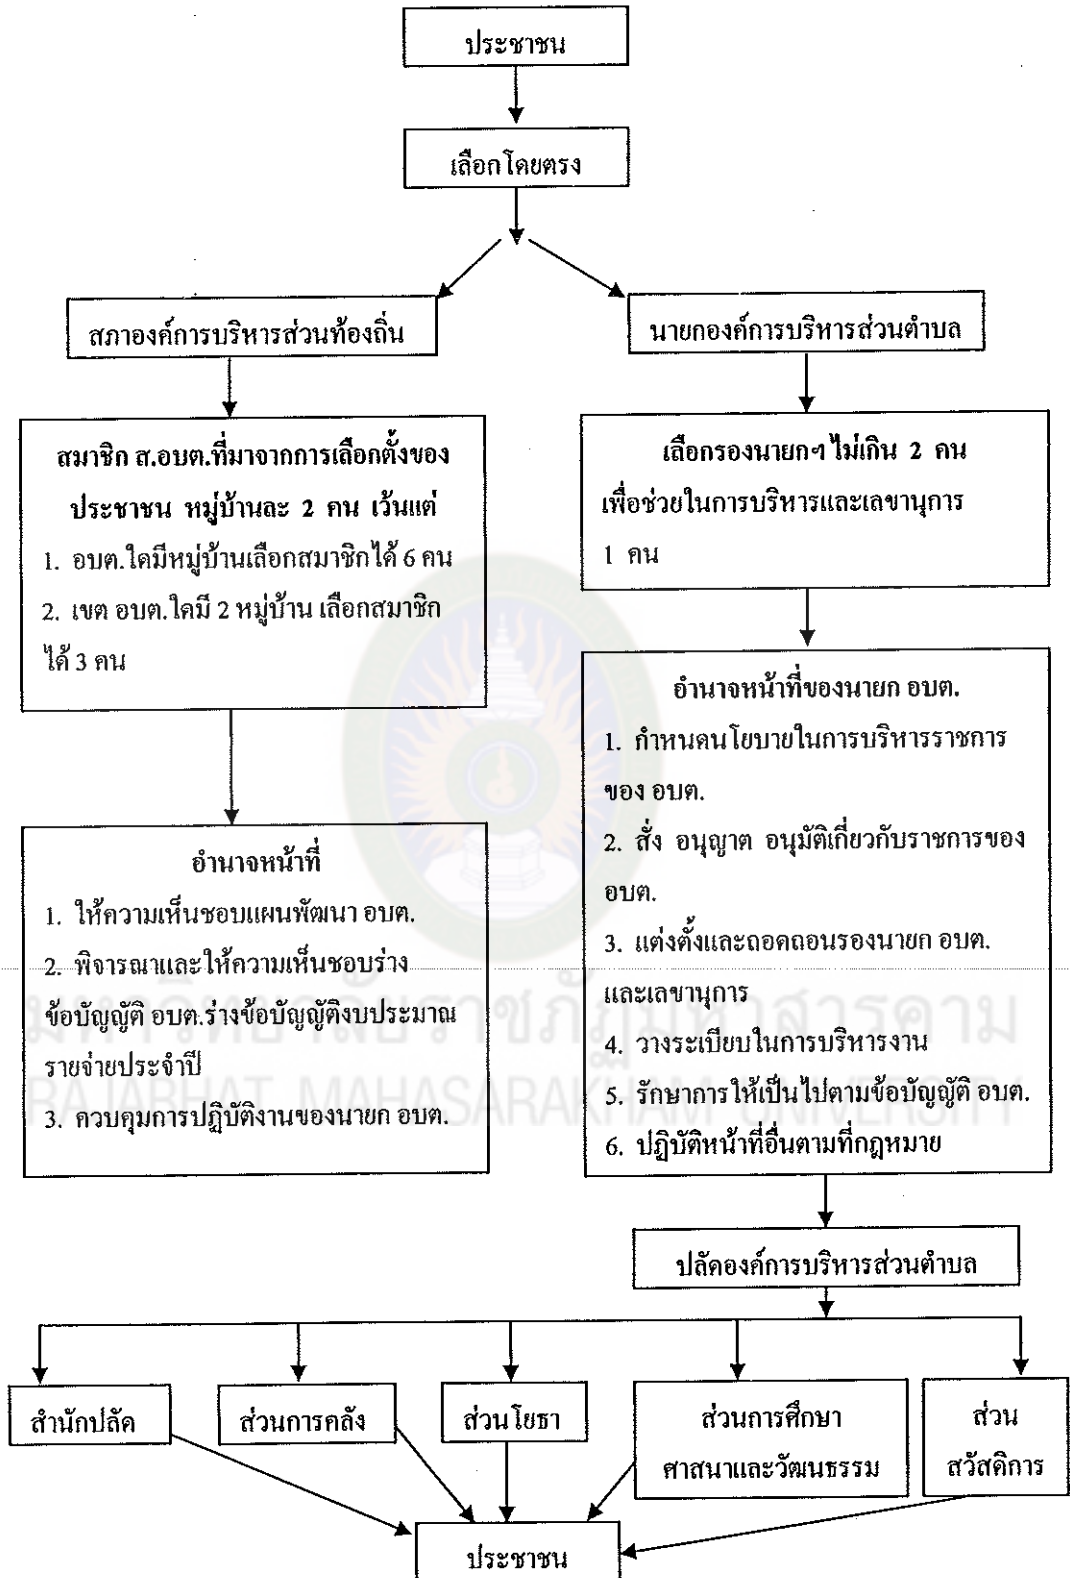 ประชาชน
เลือกโดยตรง
สภาองค์การบริหารส่วนท้องถิ่น
นายกองค์การบริหารส่วนตำบล
สมาชิก ส.อบต.ที่มาจากการเลือกตั้งของ
ประชาชน หมู่บ้านละ 2 คน เว้นแต่
1. อบต.ใดมีหมู่บ้านเลือกสมาชิกได้ 6 คน
2. เขต อบต.ใดมี 2 หมู่บ้าน เลือกสมาชิก
ได้ 3 คน
เลือกรองนายกฯ ไม่เกิน 2 คน
เพื่อช่วยในการบริหารและเลขานุการ
1 คน
อำนาจหน้าที่
1. ให้ความเห็นชอบแผนพัฒนา อบต.
2. พิจารณาและให้ความเห็นชอบร่าง
ข้อบัญญัติ อบต.ร่างข้อบัญญัติงบประมาณ
รายจ่ายประจำปี
3. ควบคุมการปฏิบัติงานของนายก อบต.
อำนาจหน้าที่ของนายก อบต.
1. กำหนดนโยบายในการบริหารราชการ
ของ อบต.
2. สั่ง อนุญาต อนุมัติเกี่ยวกับราชการของ
อบต.
3. แต่งตั้งและถอดถอนรองนายก อบต.
และเลขานุการ
4. วางระเบียบในการบริหารงาน
5. รักษาการให้เป็นไปตามข้อบัญญัติ อบต.
6. ปฏิบัติหน้าที่อื่นตามที่กฎหมาย
มหาวิทยาลัยราชภัฏมหาสารคาม
RAJABHAT MAHASARAKHAM UNIVERSITY
ปลัดองค์การบริหารส่วนตำบล
สำนักปลัด
ส่วนการคลัง
ส่วนโยธา
ส่วนการศึกษา
ศาสนาและวัฒนธรรม
ส่วน
สวัสดิการ
ประชาชน